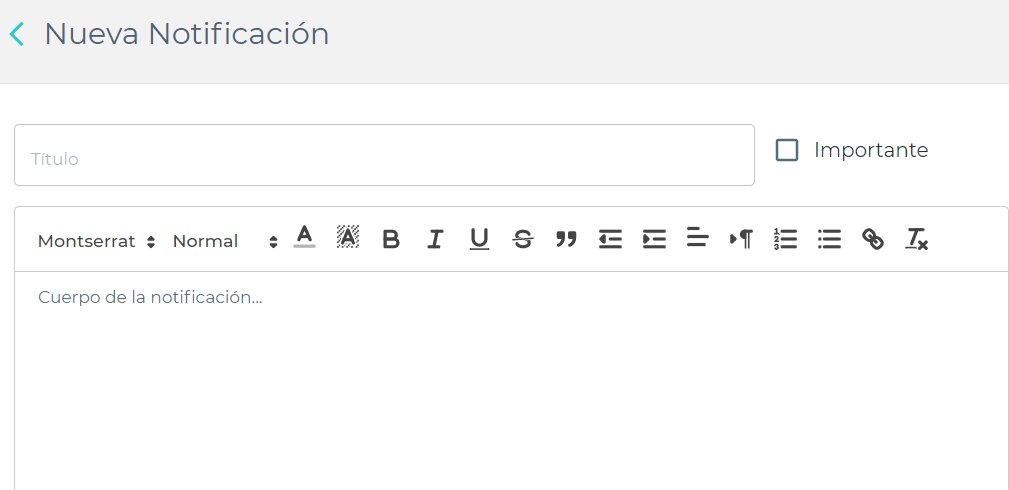 Nueva Notificación
Título
Importante
Montserrat Normal
Cuerpo de la notificación...